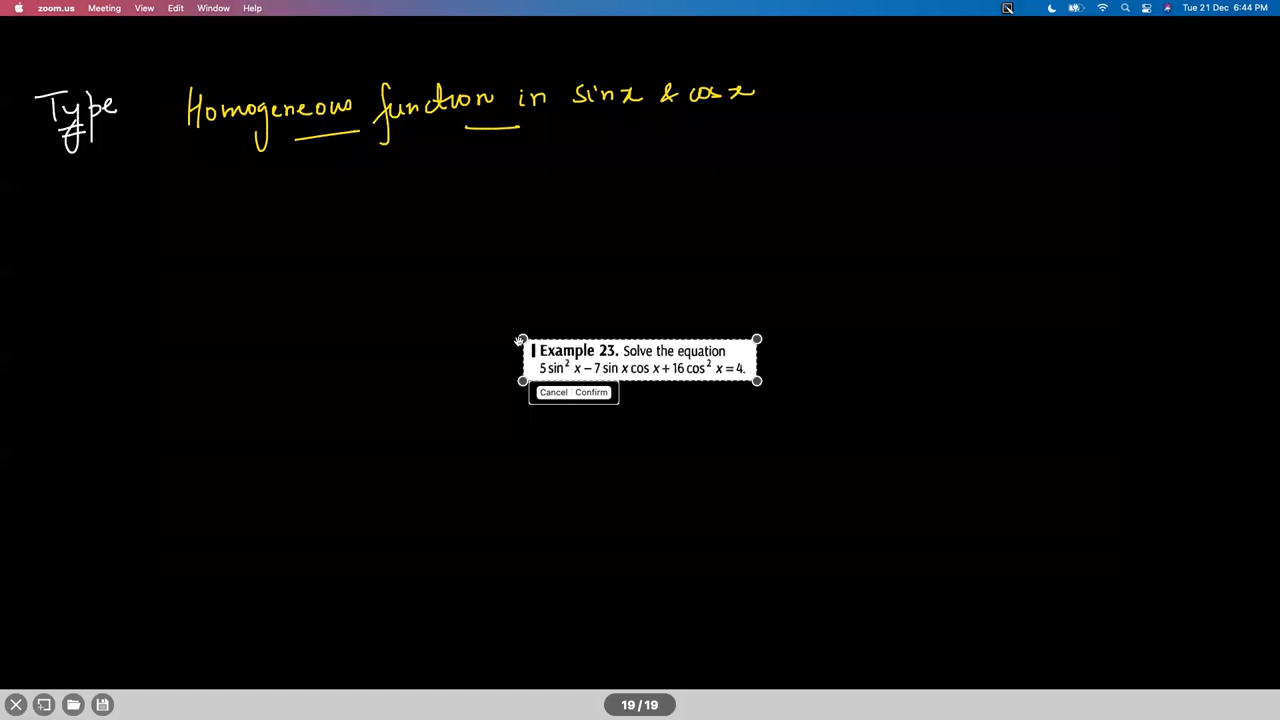 zoom.us Meeting View Edit Window Help Tue 21 Dec 6:44 PM
Type Homogeneous function in sinx & cosx
Example 23. Solve the equation
5 sin² x – 7 sin x cos x + 16 cos² x = 4.
Cancel Confirm
19 / 19